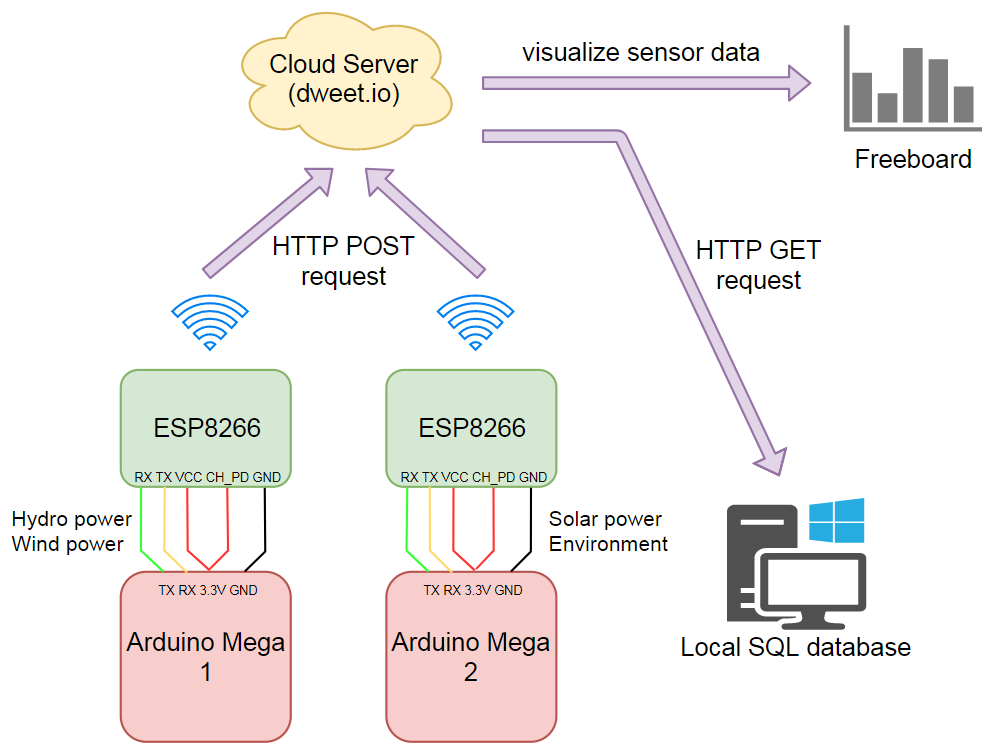 Cloud Server
(dweet.io)
visualize sensor data
Freeboard
HTTP POST
request
HTTP GET
request
ESP8266
RX TX VCC CH_PD GND
ESP8266
RX TX VCC CH_PD GND
Hydro power
Wind power
Solar power
Environment
TX RX 3.3V GND
Arduino Mega
1
TX RX 3.3V GND
Arduino Mega
2
Local SQL database